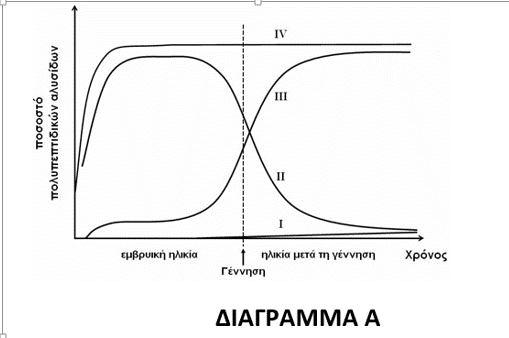 ποσοστό
πολυπεπτιδικών αλυσίδων
IV
III
II
I
εμβρυική ηλικία
ηλικία μετά τη γέννηση
Χρόνος
Γέννηση
ΔΙΑΓΡΑΜΜΑ Α